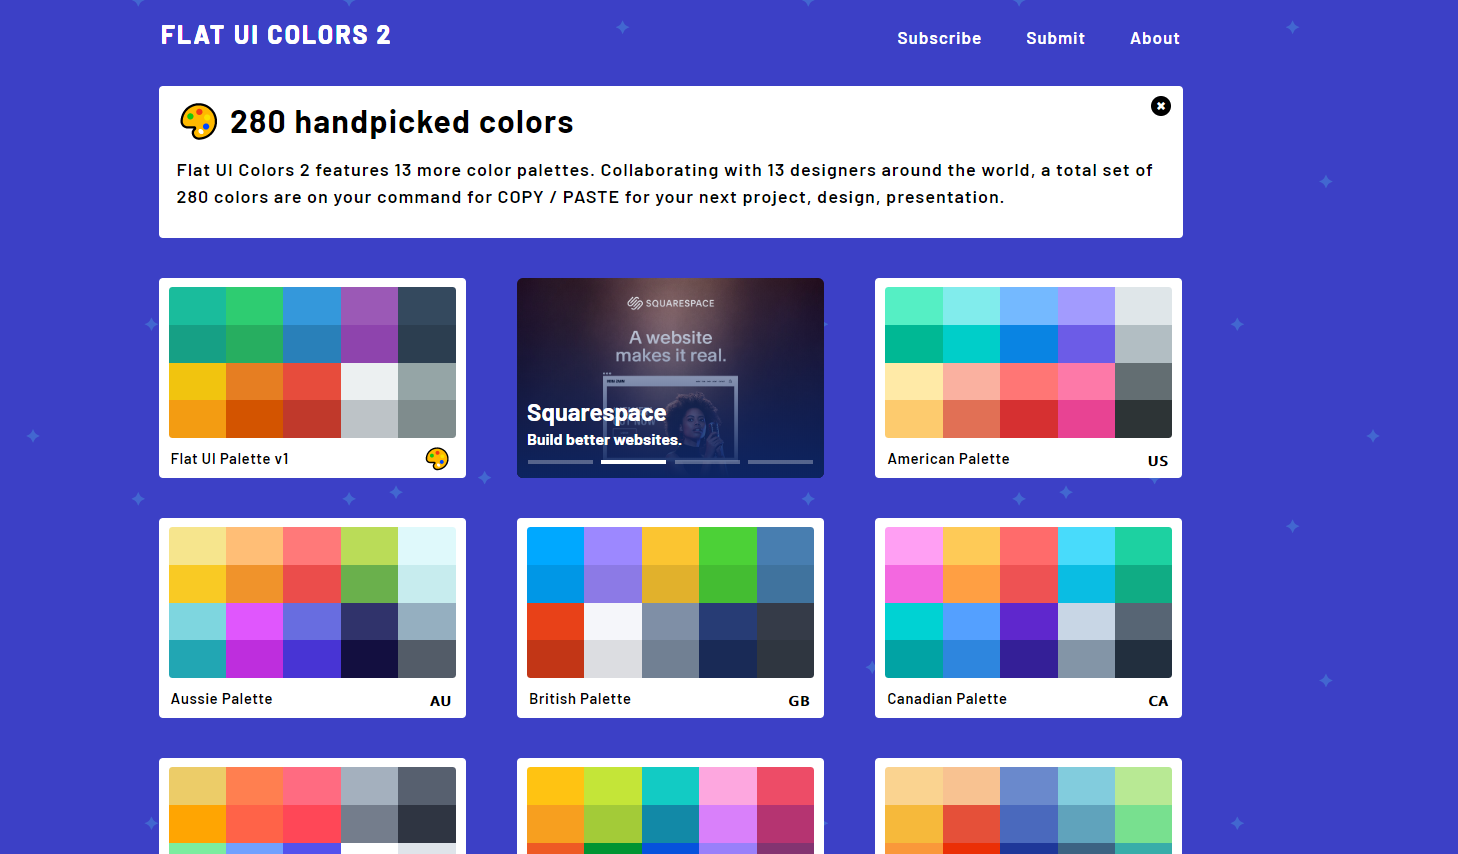 FLAT UI COLORS 2
Subscribe Submit About
280 handpicked colors
Flat UI Colors 2 features 13 more color palettes. Collaborating with 13 designers around the world, a total set of
280 colors are on your command for COPY / PASTE for your next project, design, presentation.
Flat UI Palette v1
SQUARESPACE
A website
makes it real.
Squarespace
Build better websites.
American Palette US
Aussie Palette AU
British Palette GB
Canadian Palette CA